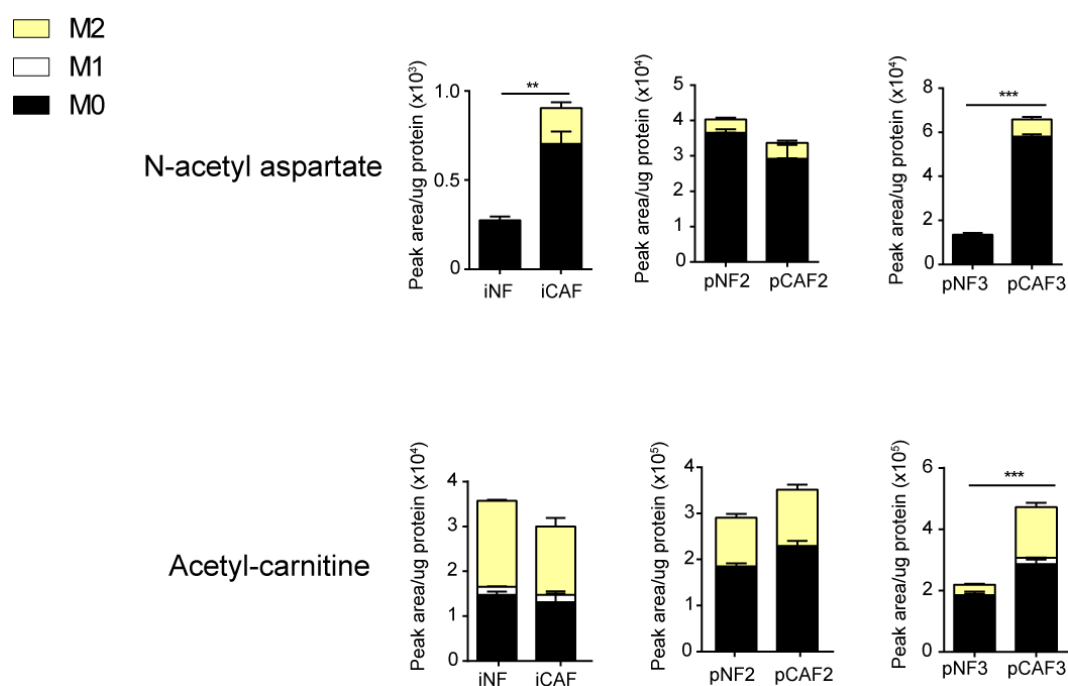 M2
M1
M0
N-acetyl aspartate
Peak area/ug protein (x10³)
1.0
0.5
0
**
iNF
iCAF
Peak area/ug protein (x10⁴)
5
4
3
2
1
0
pNF2
pCAF2
Peak area/ug protein (x10⁴)
8
6
4
2
0
***
pNF3
pCAF3
Acetyl-carnitine
Peak area/ug protein (x10⁴)
4
3
2
1
0
iNF
iCAF
Peak area/ug protein (x10⁵)
4
3
2
1
0
pNF2
pCAF2
Peak area/ug protein (x10⁵)
6
4
2
0
***
pNF3
pCAF3